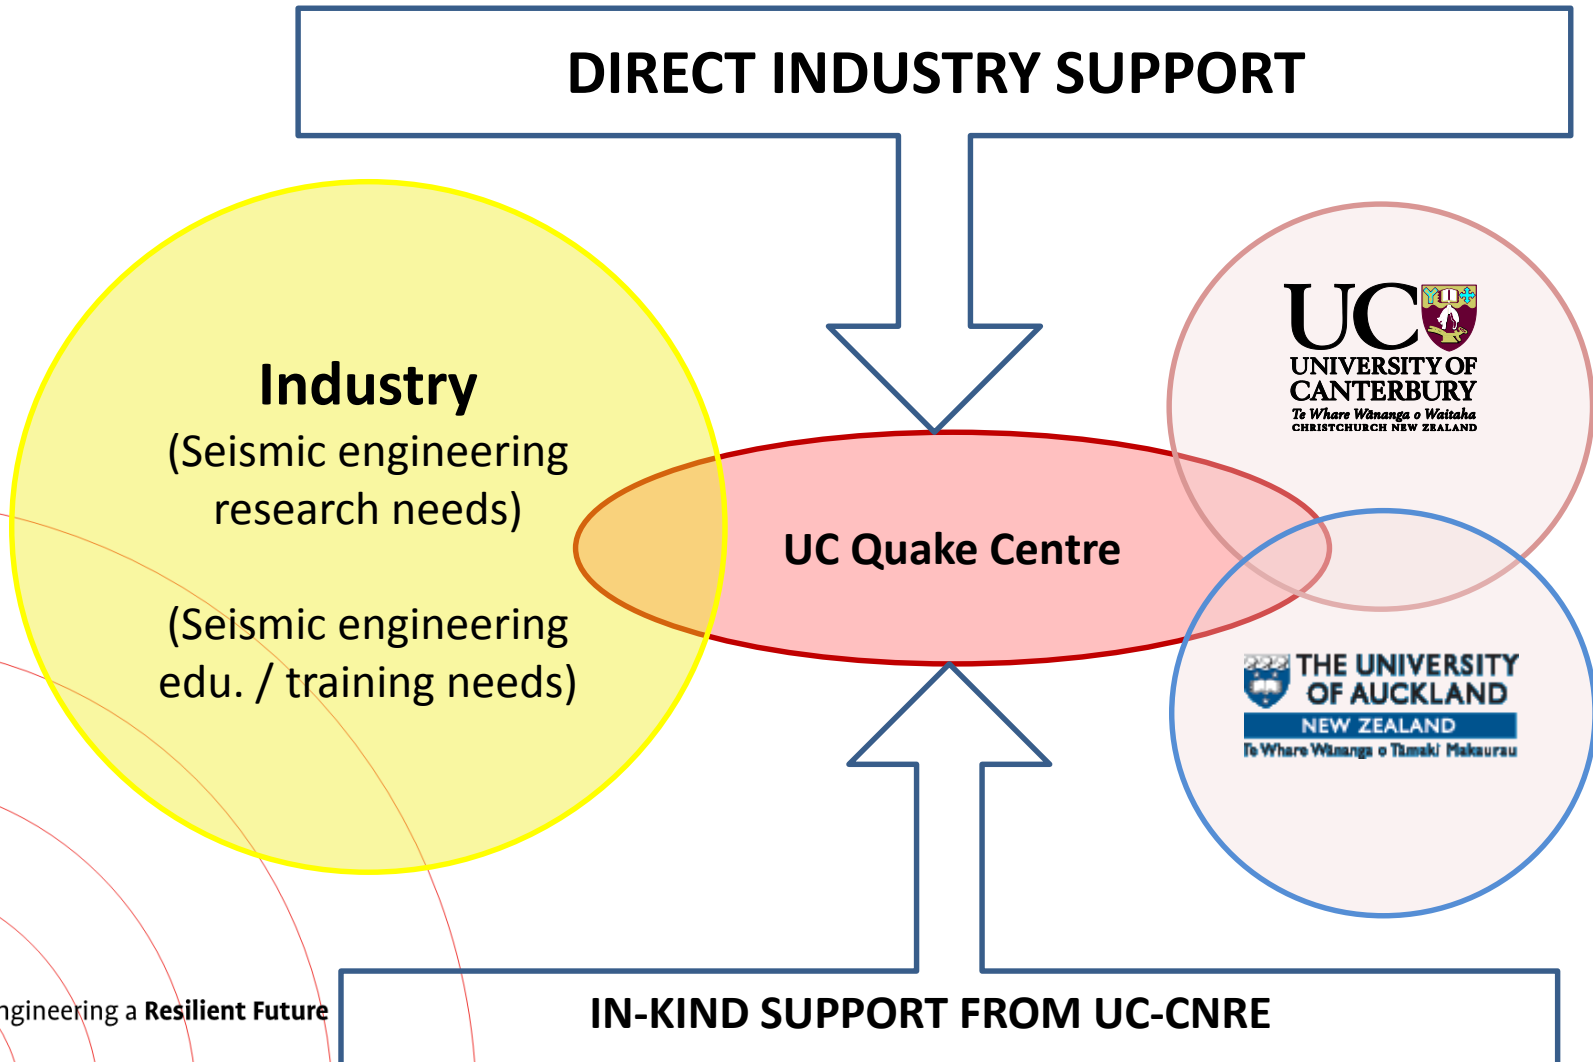 DIRECT INDUSTRY SUPPORT
Industry
(Seismic engineering
research needs)
(Seismic engineering
edu. / training needs)
UC Quake Centre
UC
UNIVERSITY OF
CANTERBURY
Te Whare Wānanga o Waitaha
CHRISTCHURCH NEW ZEALAND
THE UNIVERSITY
OF AUCKLAND
NEW ZEALAND
Te Whare Wānanga o Tāmaki Makaurau
ngineering a Resilient Future
IN-KIND SUPPORT FROM UC-CNRE